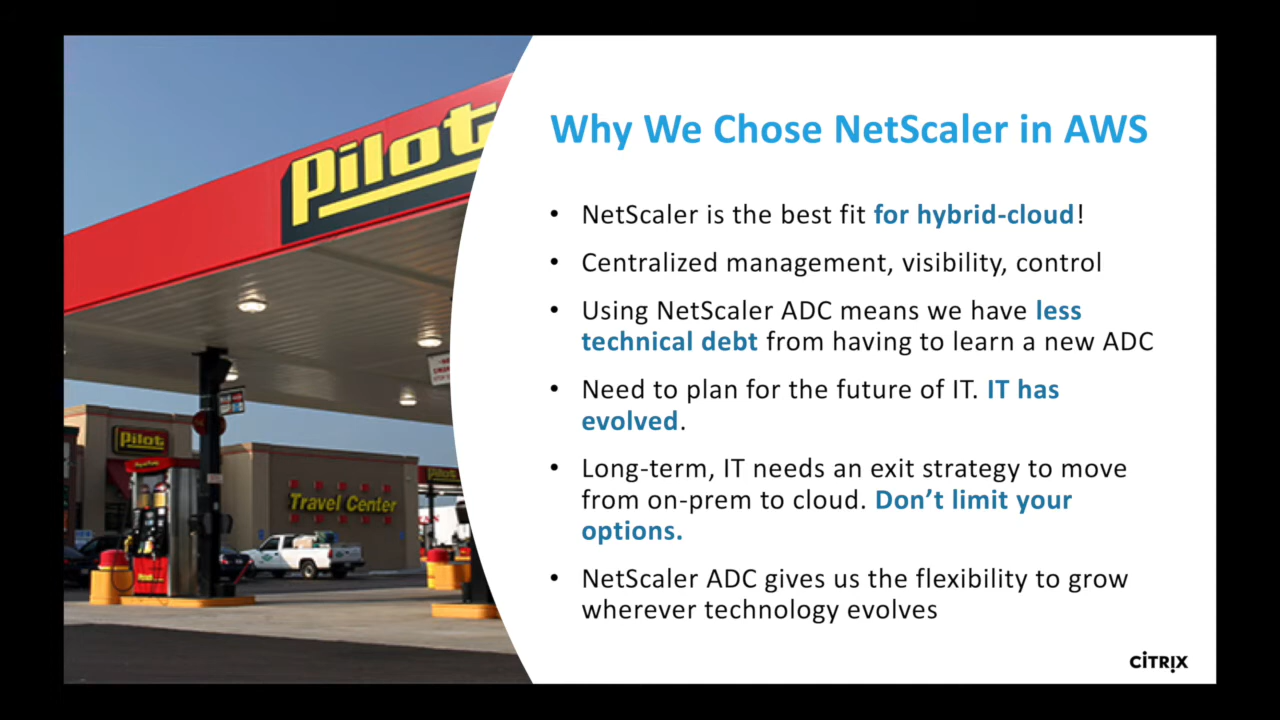 Pilot
Pilot
Travel Center
Why We Chose NetScaler in AWS
• NetScaler is the best fit for hybrid-cloud!
• Centralized management, visibility, control
• Using NetScaler ADC means we have less
technical debt from having to learn a new ADC
• Need to plan for the future of IT. IT has
evolved.
• Long-term, IT needs an exit strategy to move
from on-prem to cloud. Don’t limit your
options.
• NetScaler ADC gives us the flexibility to grow
wherever technology evolves
CiTRiX